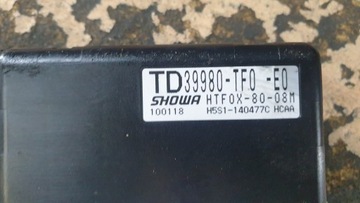 TD39980-TF0 -E0
SHOWA HTF0X-80-08M
100118 H5S1-140477C HCAA